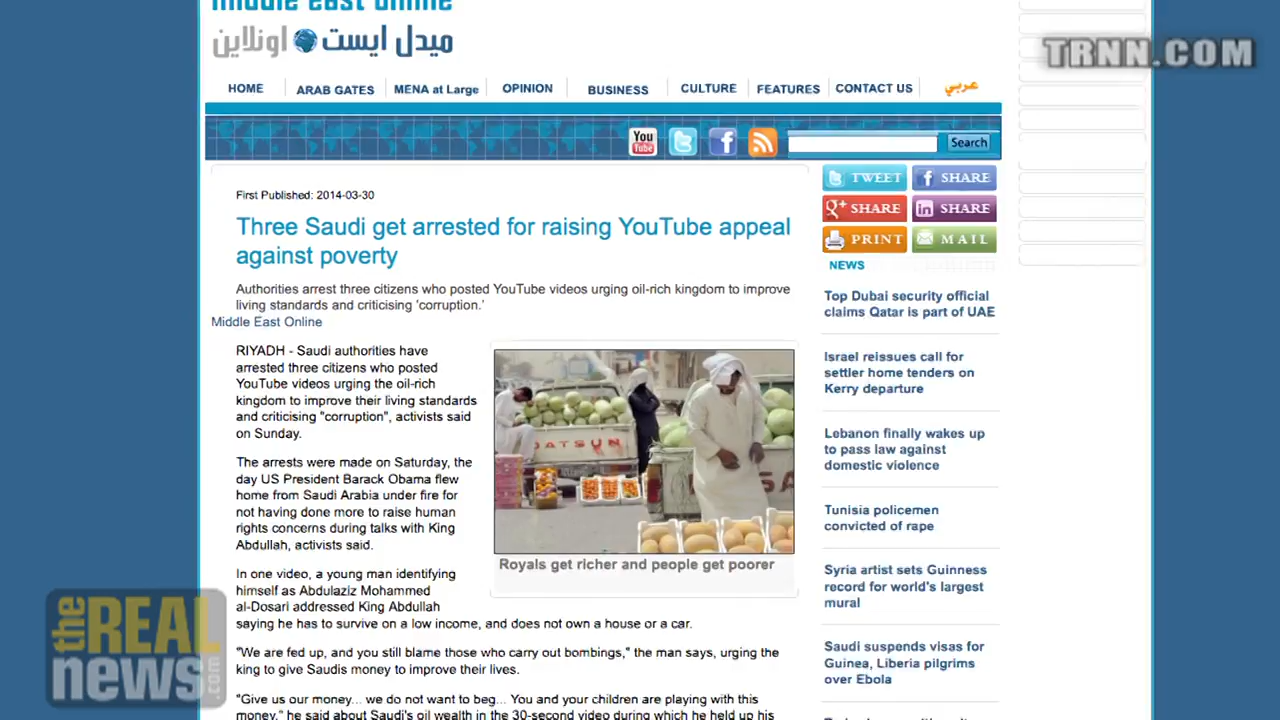 middle east online
ميدل ايست اونلاين
TRNN.COM
HOME
ARAB GATES
MENA at Large
OPINION
BUSINESS
CULTURE
FEATURES
CONTACT US
عربي
You
Tube
Search
First Published: 2014-03-30
Three Saudi get arrested for raising YouTube appeal
against poverty
Authorities arrest three citizens who posted YouTube videos urging oil-rich kingdom to improve
living standards and criticising 'corruption.'
Middle East Online
RIYADH - Saudi authorities have
arrested three citizens who posted
YouTube videos urging the oil-rich
kingdom to improve their living standards
and criticising "corruption", activists said
on Sunday.
The arrests were made on Saturday, the
day US President Barack Obama flew
home from Saudi Arabia under fire for
not having done more to raise human
rights concerns during talks with King
Abdullah, activists said.
DATSUN
Royals get richer and people get poorer
In one video, a young man identifying
himself as Abdulaziz Mohammed
al-Dosari addressed King Abdullah
saying he has to survive on a low income, and does not own a house or a car.
"We are fed up, and you still blame those who carry out bombings," the man says, urging the
king to give Saudis money to improve their lives.
"Give us our money... we do not want to beg... You and your children are playing with this
money," he said about Saudi's oil wealth in the 30-second video during which he held up his
TWEET
SHARE
SHARE
SHARE
PRINT
MAIL
NEWS
Top Dubai security official
claims Qatar is part of UAE
Israel reissues call for
settler home tenders on
Kerry departure
Lebanon finally wakes up
to pass law against
domestic violence
Tunisia policemen
convicted of rape
Syria artist sets Guinness
record for world's largest
mural
Saudi suspends visas for
Guinea, Liberia pilgrims
over Ebola
the REAL
news.com